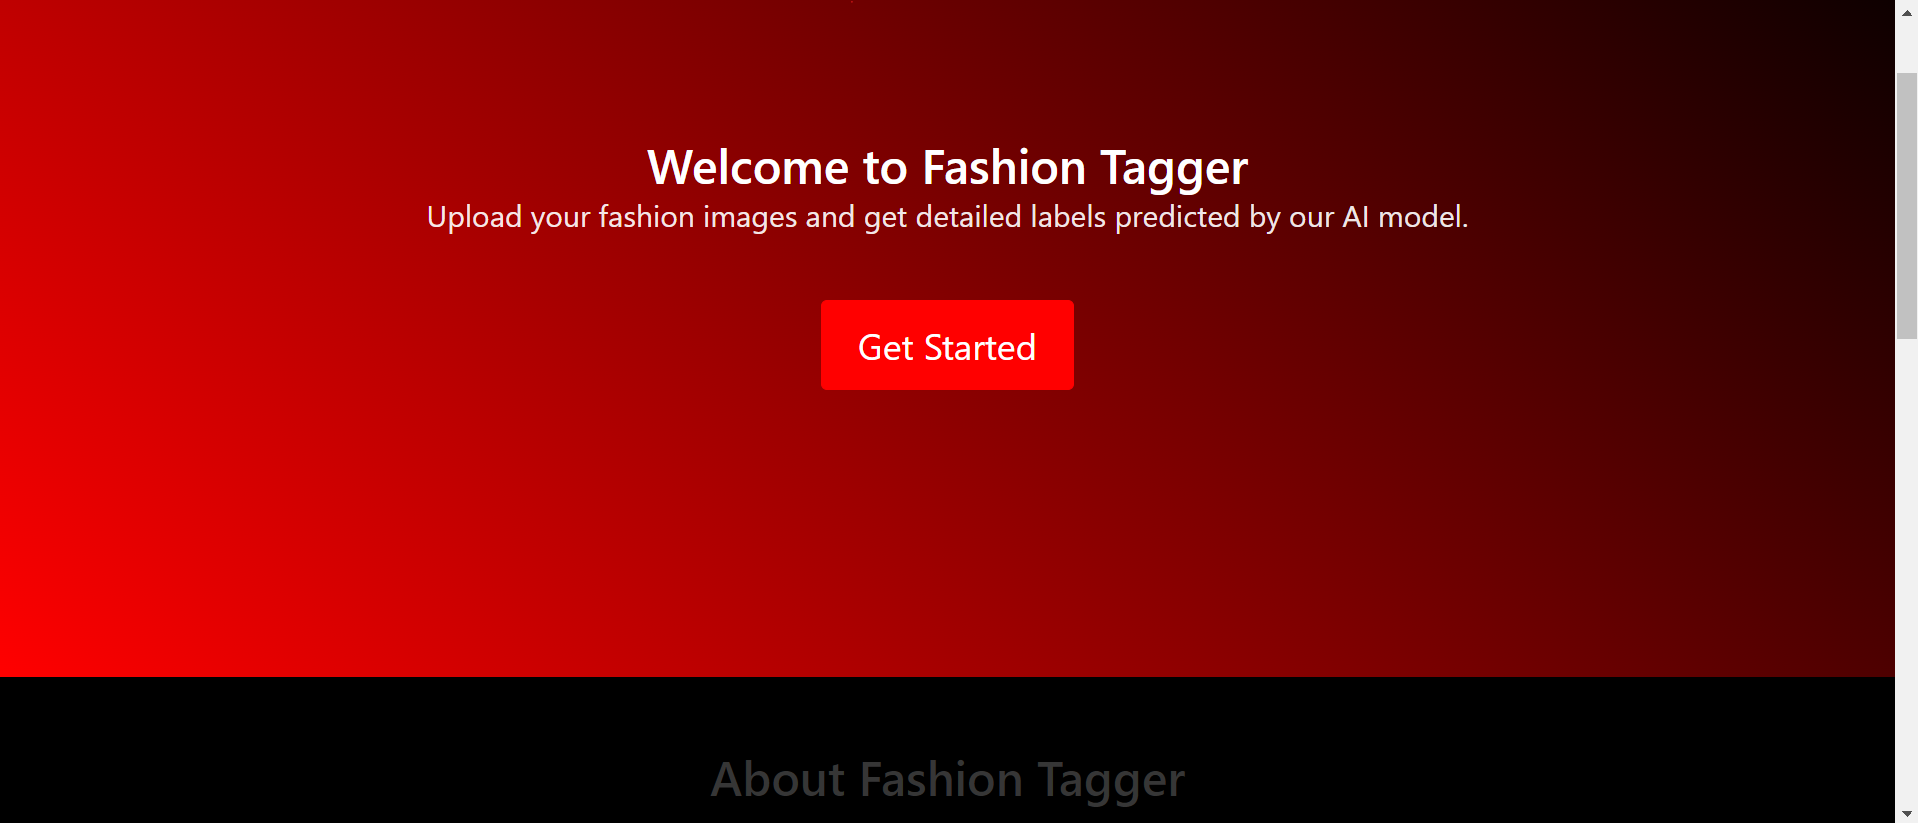 Welcome to Fashion Tagger
Upload your fashion images and get detailed labels predicted by our AI model.
Get Started
About Fashion Tagger